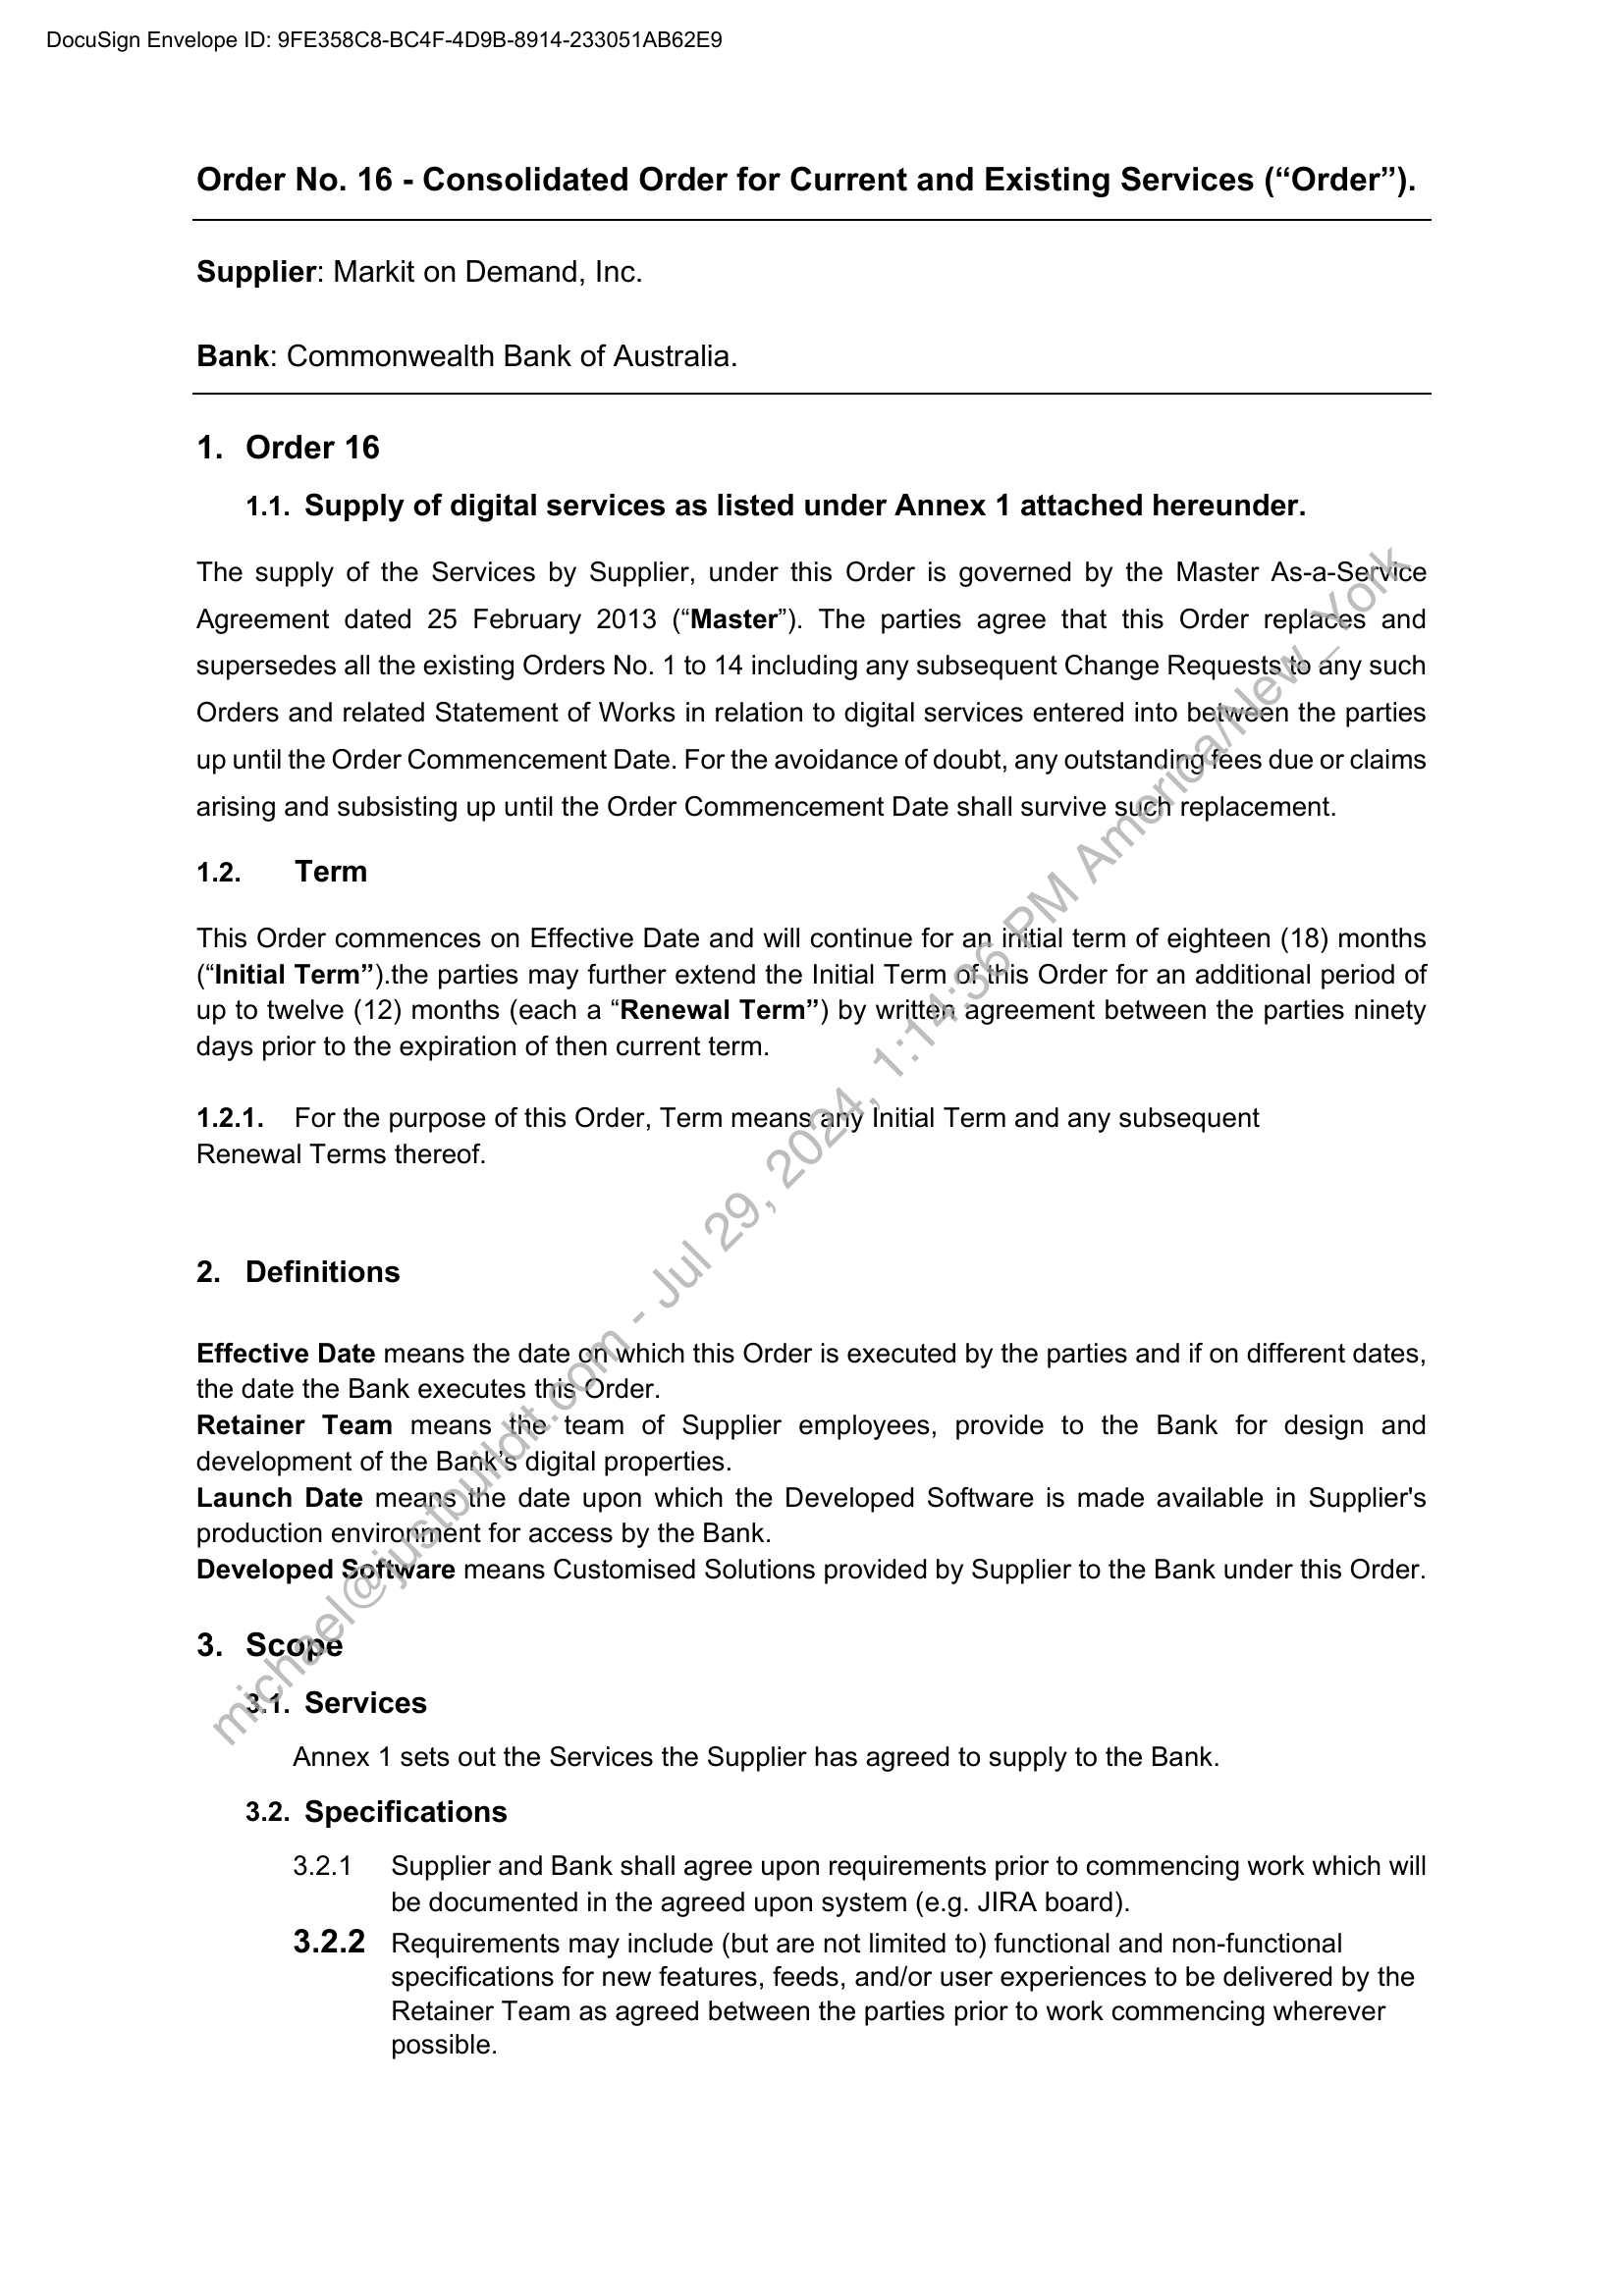 DocuSign Envelope ID: 9FE358C8-BC4F-4D9B-8914-233051AB62E9
Order No. 16 - Consolidated Order for Current and Existing Services (“Order”).
Supplier: Markit on Demand, Inc.
Bank: Commonwealth Bank of Australia.
1. Order 16
1.1. Supply of digital services as listed under Annex 1 attached hereunder.
The supply of the Services by Supplier, under this Order is governed by the Master As-a-Service
Agreement dated 25 February 2013 (“Master”). The parties agree that this Order replaces and
supersedes all the existing Orders No. 1 to 14 including any subsequent Change Requests to any such
Orders and related Statement of Works in relation to digital services entered into between the parties
up until the Order Commencement Date. For the avoidance of doubt, any outstanding fees due or claims
arising and subsisting up until the Order Commencement Date shall survive such replacement.
1.2. Term
This Order commences on Effective Date and will continue for an initial term of eighteen (18) months
(“Initial Term”).the parties may further extend the Initial Term of this Order for an additional period of
up to twelve (12) months (each a “Renewal Term”) by written agreement between the parties ninety
days prior to the expiration of then current term.
1.2.1. For the purpose of this Order, Term means any Initial Term and any subsequent
Renewal Terms thereof.
2. Definitions
Effective Date means the date on which this Order is executed by the parties and if on different dates,
the date the Bank executes this Order.
Retainer Team means the team of Supplier employees, provide to the Bank for design and
development of the Bank’s digital properties.
Launch Date means the date upon which the Developed Software is made available in Supplier's
production environment for access by the Bank.
Developed Software means Customised Solutions provided by Supplier to the Bank under this Order.
3. Scope
3.1. Services
Annex 1 sets out the Services the Supplier has agreed to supply to the Bank.
3.2. Specifications
3.2.1 Supplier and Bank shall agree upon requirements prior to commencing work which will
be documented in the agreed upon system (e.g. JIRA board).
3.2.2 Requirements may include (but are not limited to) functional and non-functional
specifications for new features, feeds, and/or user experiences to be delivered by the
Retainer Team as agreed between the parties prior to work commencing wherever
possible.
michael@justbuildit.com - Jul 29, 2024, 1:14:36 PM America/New_York